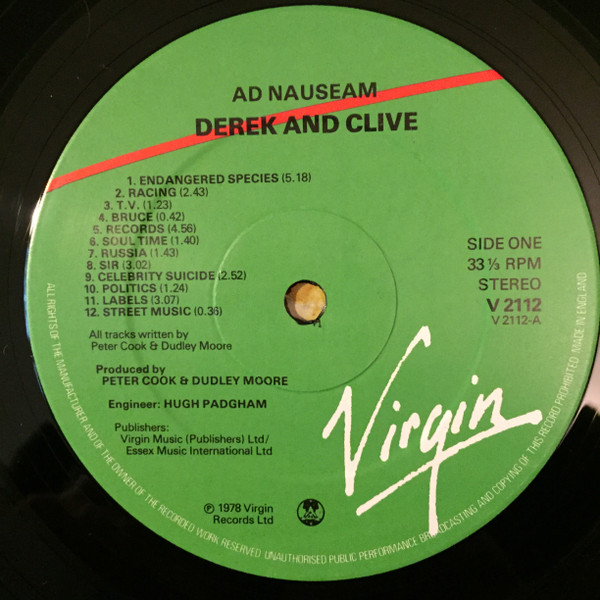 AD NAUSEAM
DEREK AND CLIVE
1. ENDANGERED SPECIES (5.18)
2. RACING (2.43)
3. T.V. (1.23)
4. BRUCE (0.42)
5. RECORDS (4.56)
6. SOUL TIME (1.40)
7. RUSSIA (1.43)
8. SIR (3.02)
9. CELEBRITY SUICIDE (2.52)
10. POLITICS (1.24)
11. LABELS (3.07)
12. STREET MUSIC (0.36)
SIDE ONE
33 ⅓ RPM
STEREO
V 2112
V 2112-A
All tracks written by
Peter Cook & Dudley Moore
Produced by
PETER COOK & DUDLEY MOORE
Engineer: HUGH PADGHAM
Publishers:
Virgin Music (Publishers) Ltd/
Essex Music International Ltd
Virgin
℗ 1978 Virgin
Records Ltd
ALL RIGHTS OF THE MANUFACTURER AND OF THE OWNER OF THE RECORDED WORK RESERVED UNAUTHORISED PUBLIC PERFORMANCE BROADCASTING AND COPYING OF THIS RECORD PROHIBITED MADE IN ENGLAND